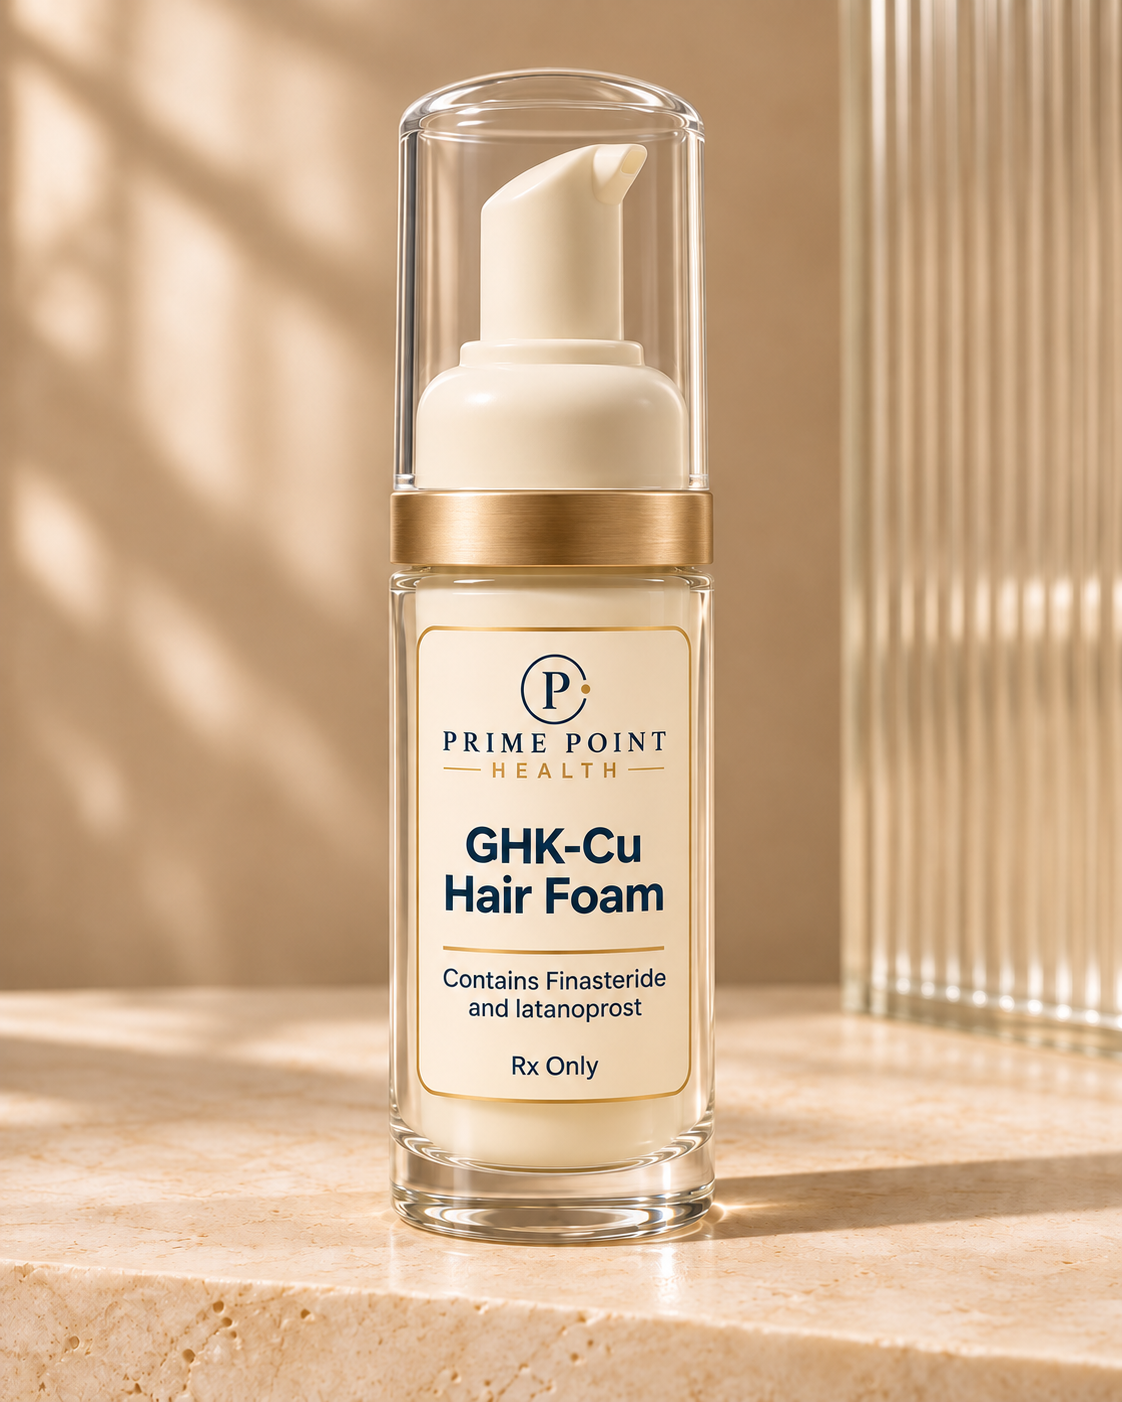 P
PRIME POINT
HEALTH
GHK-Cu
Hair Foam
Contains Finasteride
and latanoprost
Rx Only